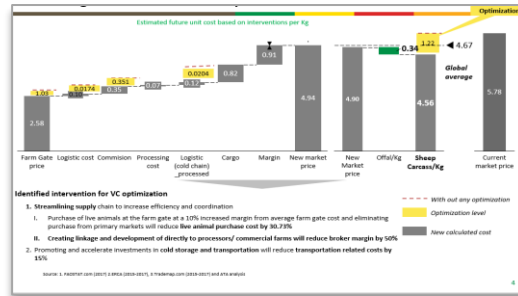 Optimization
Estimated future unit cost based on interventions per Kg
1.03
2.58
0.0174
0.10
0.351
0.35
0.07
0.0204
0.12
0.82
0.91
4.94
4.90
0.34
1.22
4.56
4.67
Global
average
5.78
Farm Gate
price
Logistic cost
Commision
Processing
cost
Logistic
(cold chain)
_processed
Cargo
Margin
New market
price
New
Market
price
Offal/Kg
Sheep
Carcass/Kg
Current
market price
Identified intervention for VC optimization
1. Streamlining supply chain to increase efficiency and coordination
I. Purchase of live animals at the farm gate at a 10% increased margin from average farm gate cost and eliminating
purchase from primary markets will reduce live animal purchase cost by 30.73%
II. Creating linkage and development of directly to processors/ commercial farms will reduce broker margin by 50%
2. Promoting and accelerate investments in cold storage and transportation will reduce transportation related costs by
15%
With out any optimization
Optimization level
New calculated cost
4